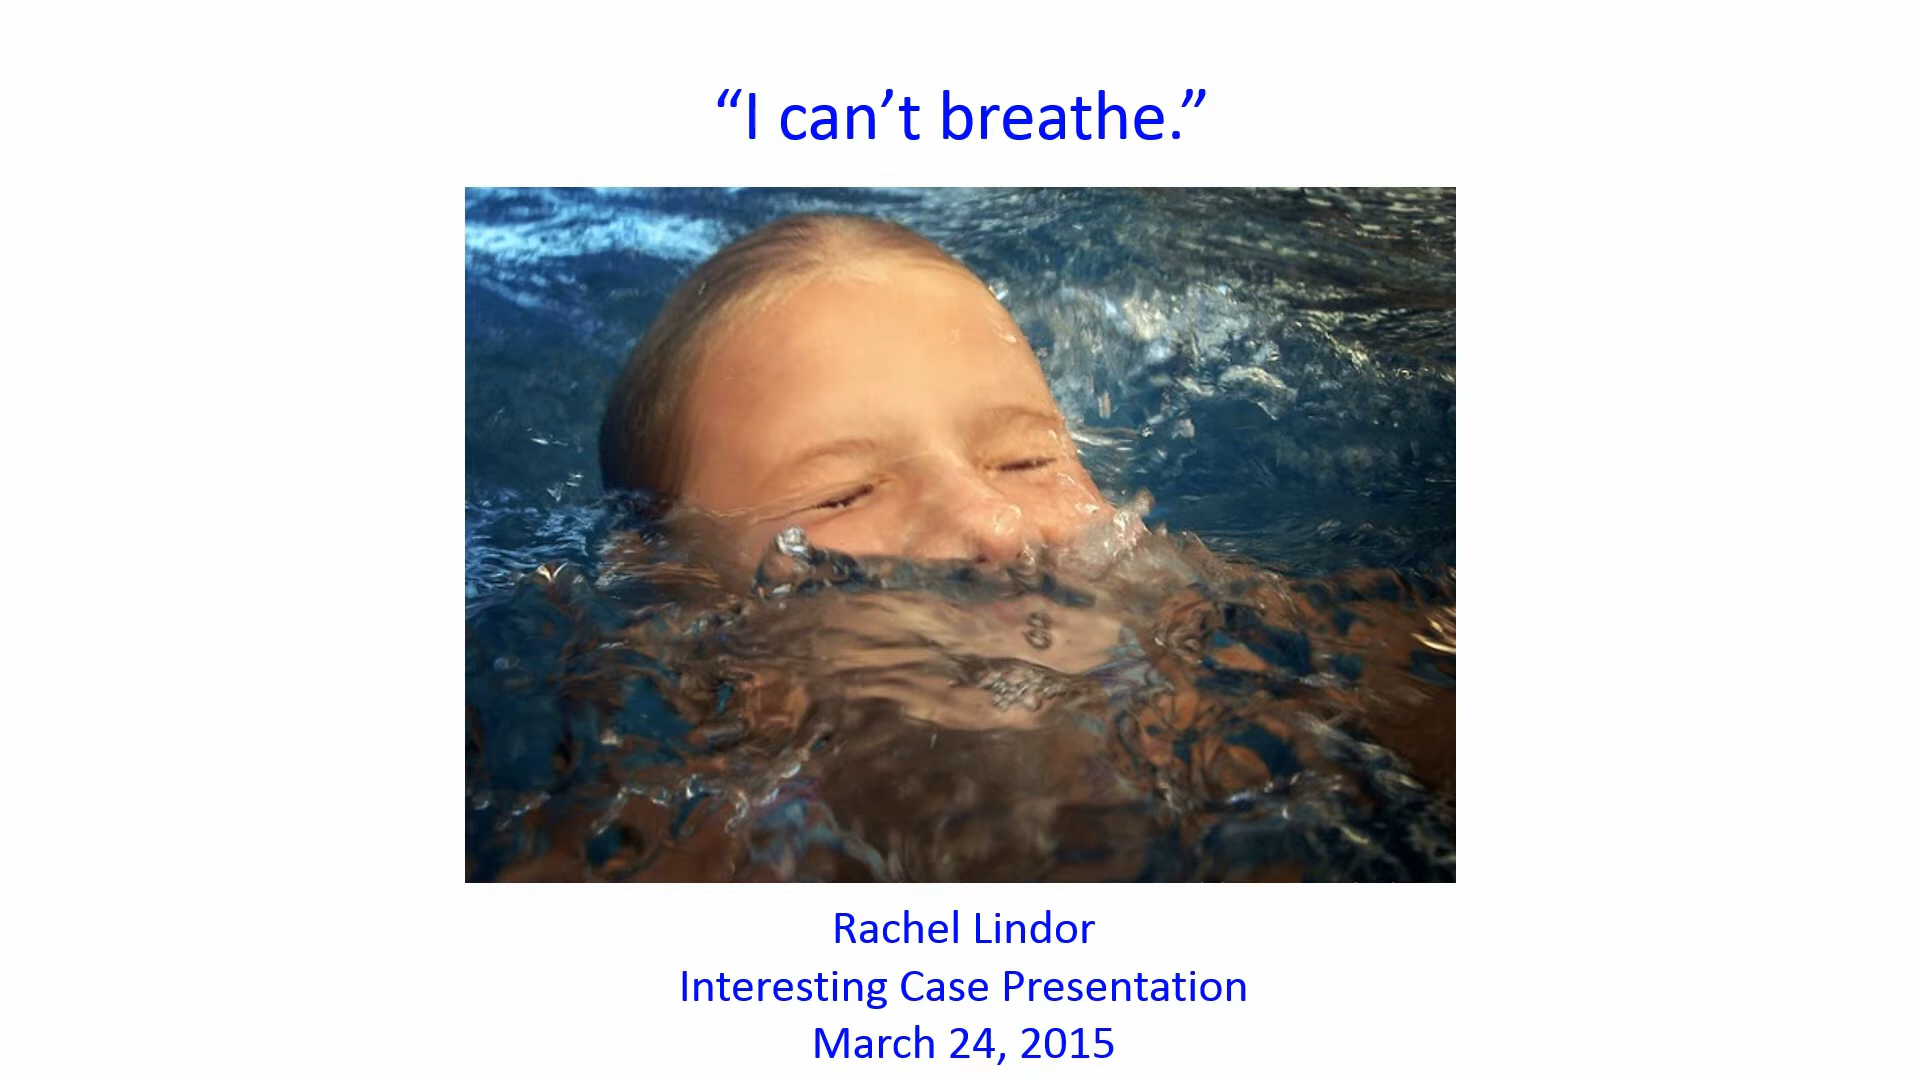 “I can’t breathe.”
Rachel Lindor
Interesting Case Presentation
March 24, 2015